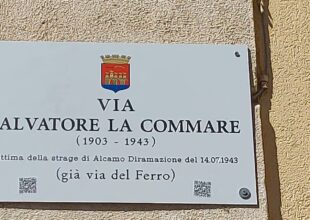 VIA
ALVATORE LA COMMARE
(1903 - 1943)
ttima della strage di Alcamo Diramazione del 14.07.1943
(già via del Ferro)